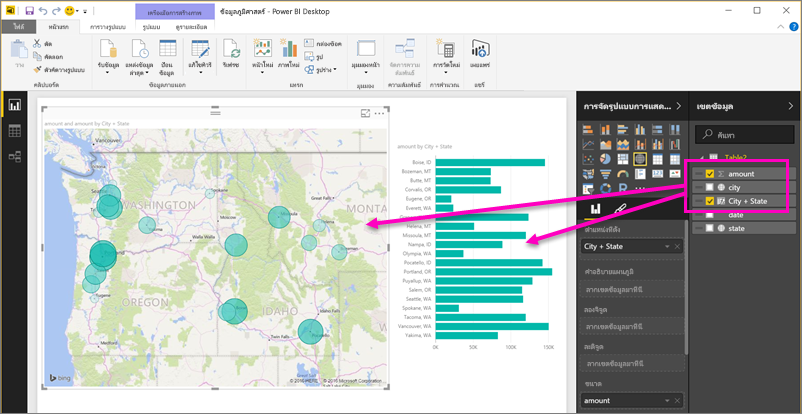 เครื่องมือการสร้างภาพ
ข้อมูลภูมิศาสตร์ - Power BI Desktop
ไฟล์
หน้าหลัก
การวางรูปแบบ
รูปแบบ
ดูรายละเอียด
วาง
ตัด
คัดลอก
ตัวคัดวางรูปแบบ
คลิปบอร์ด
รับข้อมูล
แหล่งข้อมูล
ล่าสุด
ป้อน
ข้อมูล
แก้ไขคิวรี
ข้อมูลภายนอก
รีเฟรช
หน้าใหม่
ภาพใหม่
กล่องข้อความ
รูป
รูปร่าง
แทรก
มุมมองหน้า
มุมมอง
จัดการความ
สัมพันธ์
ความสัมพันธ์
การวัดใหม่
การคำนวณ
เผยแพร่
แชร์
amount and amount by City + State
Vancouver
Seattle
WASHINGTON
MONTANA
Walla Walla
Great Falls
Eugene
OREGON
IDAHO
Idaho Falls
Twin Falls
bing
© 2016 HERE
© 2016 Microsoft Corporation
amount by City + State
Boise, ID
Bozeman, MT
Butte, MT
Corvalis, OR
Eugene, OR
Everett, WA
Helena, MT
Missoula, MT
Nampa, ID
Olympia, WA
Pocatello, ID
Portland, OR
Puyallup, WA
Salem, OR
Seattle, WA
Spokane, WA
Tacoma, WA
Vancouver, WA
Yakima, WA
0K
50K
100K
150K
การจัดรูปแบบการแสด...
ตำแหน่งที่ตั้ง
City + State
คำอธิบายแผนภูมิ
ลากเขตข้อมูลมาที่นี่
ลองจิจูด
ลากเขตข้อมูลมาที่นี่
ละติจูด
ลากเขตข้อมูลมาที่นี่
ขนาด
amount
เขตข้อมูล
ค้นหา
Table2
amount
city
City + State
date
state